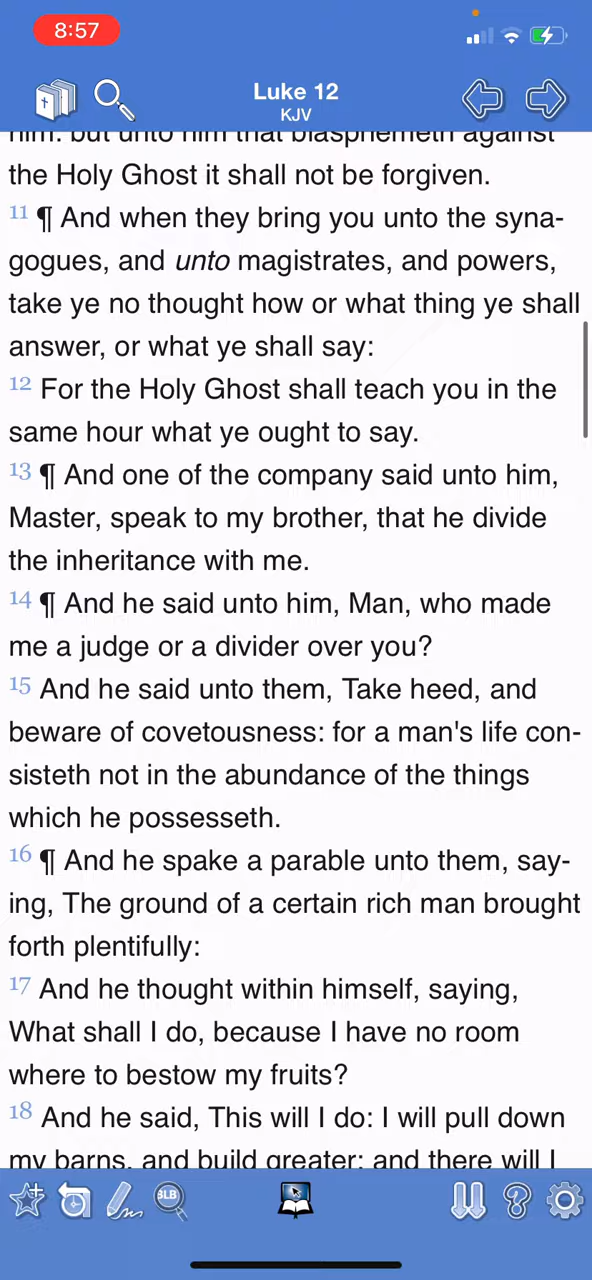 8:57
Luke 12
KJV
him: but unto him that blasphemeth against
the Holy Ghost it shall not be forgiven.
11 ¶ And when they bring you unto the syna-
gogues, and unto magistrates, and powers,
take ye no thought how or what thing ye shall
answer, or what ye shall say:
12 For the Holy Ghost shall teach you in the
same hour what ye ought to say.
13 ¶ And one of the company said unto him,
Master, speak to my brother, that he divide
the inheritance with me.
14 ¶ And he said unto him, Man, who made
me a judge or a divider over you?
15 And he said unto them, Take heed, and
beware of covetousness: for a man's life con-
sisteth not in the abundance of the things
which he possesseth.
16 ¶ And he spake a parable unto them, say-
ing, The ground of a certain rich man brought
forth plentifully:
17 And he thought within himself, saying,
What shall I do, because I have no room
where to bestow my fruits?
18 And he said, This will I do: I will pull down
my barns, and build greater; and there will I
BLB